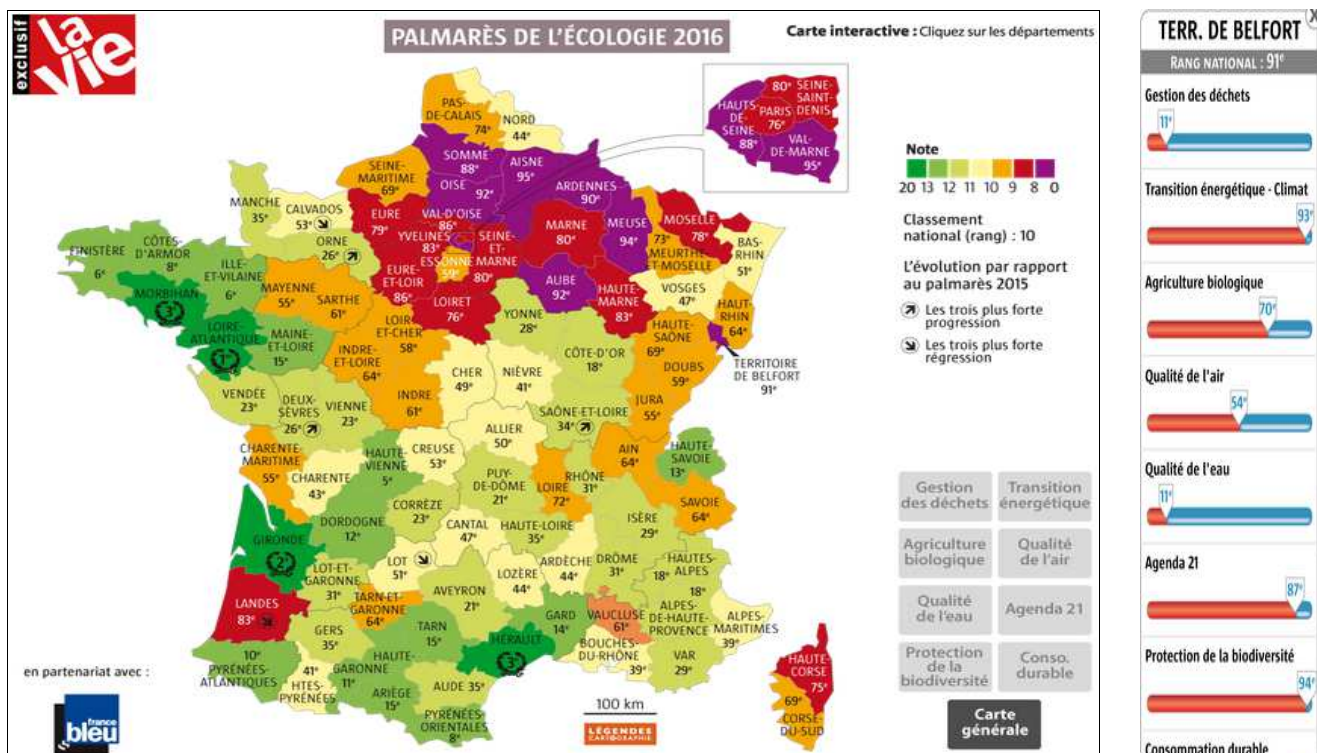 exclusif
la
vie
PALMARÈS DE L'ÉCOLOGIE 2016
Carte interactive : Cliquez sur les départements
PAS-
DE-CALAIS
74e
NORD
44e
SOMME
88e
AISNE
95e
SEINE-
MARITIME
69e
OISE
92e
ARDENNES
90e
HAUTS
DE
SEINE
88e
80e SEINE-
SAINT-
DENIS
PARIS
76e
VAL-
DE-MARNE
95e
MANCHE
35e
CALVADOS
53e
EURE
79e
VAL-D'OISE
86e
YVELINES
83e
ESSONNE
59e
SEINE-
ET-
MARNE
80e
MARNE
80e
MEUSE
94e
MOSELLE
78e
73e
MEURTHE-
ET-MOSELLE
BAS-
RHIN
51e
ORNE
26e
EURE-
ET-LOIR
86e
AUBE
92e
HAUTE-
MARNE
83e
VOSGES
47e
HAUT-
RHIN
64e
FINISTÈRE
6e
CÔTES-
D'ARMOR
8e
ILLE-
ET-VILAINE
6e
MORBIHAN
3e
MAYENNE
55e
SARTHE
61e
LOIRET
76e
YONNE
28e
LOIRE-
ATLANTIQUE
1e
MAINE-
ET-LOIRE
15e
LOIR-
ET-CHER
58e
INDRE-
ET-LOIRE
64e
CÔTE-D'OR
18e
HAUTE-
SAÔNE
69e
TERRITOIRE
DE BELFORT
91e
DOUBS
59e
JURA
55e
CHER
49e
NIÈVRE
41e
INDRE
61e
VENDÉE
23e
DEUX-
SÈVRES
26e
VIENNE
23e
SAÔNE-ET-LOIRE
34e
ALLIER
50e
CREUSE
53e
HAUTE-
VIENNE
5e
CHARENTE-
MARITIME
55e
CHARENTE
43e
AIN
64e
HAUTE-
SAVOIE
13e
SAVOIE
64e
RHÔNE
31e
LOIRE
72e
PUY-
DE-DÔME
21e
CORRÈZE
23e
DORDOGNE
12e
GIRONDE
2e
CANTAL
47e
HAUTE-LOIRE
35e
ISÈRE
29e
LOT
51e
LOT-ET-
GARONNE
31e
LOZÈRE
44e
ARDÈCHE
44e
DRÔME
31e
HAUTES-
ALPES
18e
18e
ALPES-
DE-HAUTE-
PROVENCE
ALPES-
MARITIMES
39e
LANDES
83e
TARN-ET-
GARONNE
64e
AVEYRON
21e
TARN
15e
GARD
14e
VAUCLUSE
61e
GERS
35e
HÉRAULT
3e
BOUCHES-
DU-RHÔNE
39e
VAR
29e
10e
PYRÉNÉES-
ATLANTIQUES
41e
HTES-
PYRÉNÉES
HAUTE-
GARONNE
11e
ARIÈGE
15e
AUDE 35e
PYRÉNÉES-
ORIENTALES
8e
HAUTE-
CORSE
75e
69e
CORSE-
DU-SUD
100 km
LÉGENDES
CARTOGRAPHIE
en partenariat avec :
france
bleu
Note
20 13 12 11 10 9 8 0
Classement
national (rang) : 10
L'évolution par rapport
au palmarès 2015
Les trois plus forte
progression
Les trois plus forte
régression
Gestion
des déchets
Transition
énergétique
Agriculture
biologique
Qualité
de l'air
Qualité
de l'eau
Agenda 21
Protection
de la
biodiversité
Conso.
durable
Carte
générale
X
TERR. DE BELFORT
RANG NATIONAL : 91e
Gestion des déchets
11e
Transition énergétique - Climat
93e
Agriculture biologique
70e
Qualité de l'air
54e
Qualité de l'eau
11e
Agenda 21
87e
Protection de la biodiversité
94e
Consommation durable